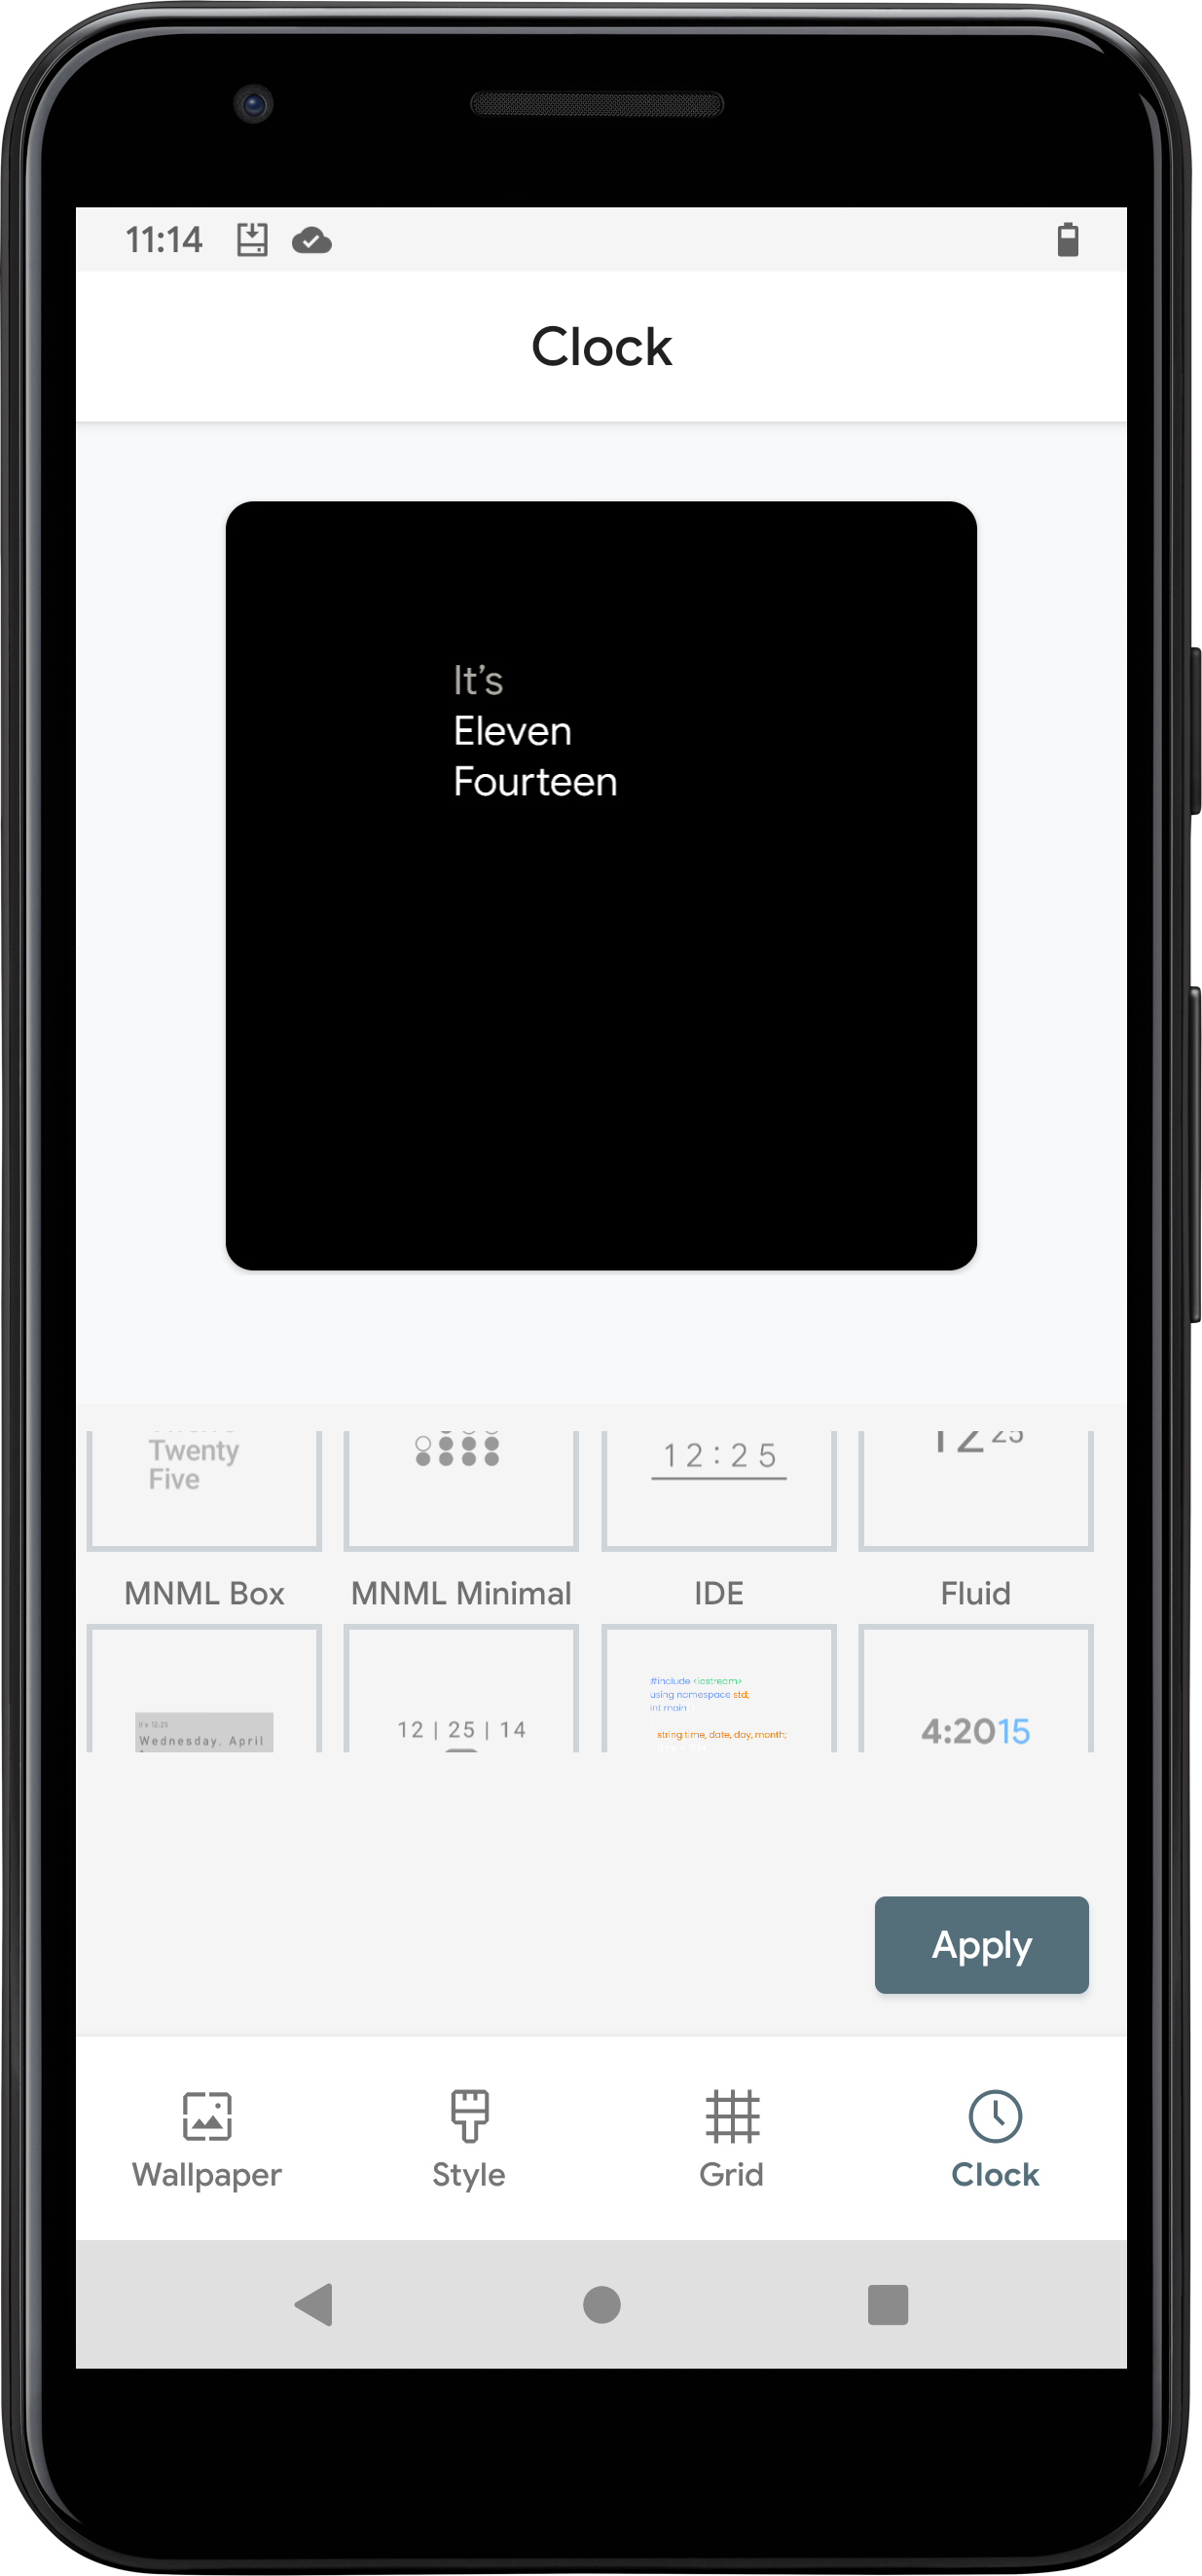 11:14
Clock
It's
Eleven
Fourteen
Twenty
Five
12:25
12 25
MNML Box
MNML Minimal
IDE
Fluid
It's 12:25
Wednesday, April
12 | 25 | 14
#include <iostream>
using namespace std;
int main
string time, date, day, month;
4:2015
Apply
Wallpaper
Style
Grid
Clock